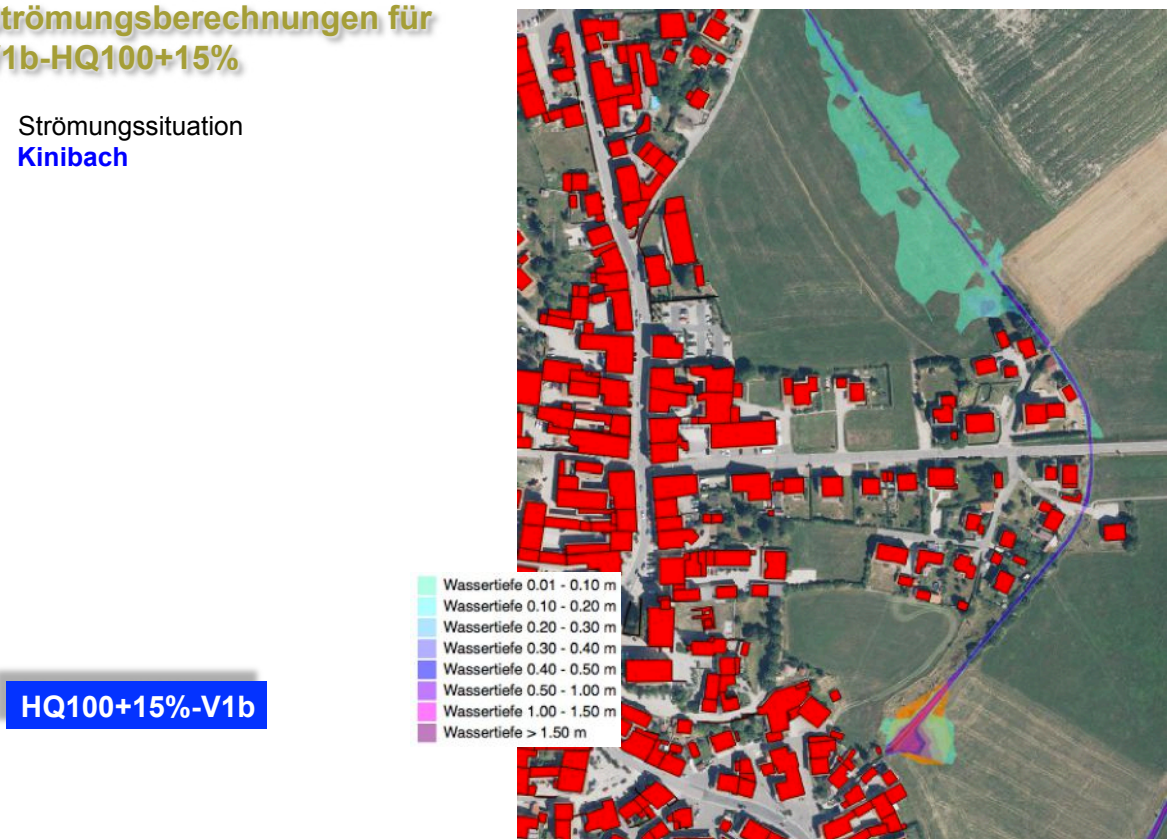 trömungsberechnungen für
1b-HQ100+15%
Strömungssituation
Kinibach
Wassertiefe 0.01 - 0.10 m
Wassertiefe 0.10 - 0.20 m
Wassertiefe 0.20 - 0.30 m
Wassertiefe 0.30 - 0.40 m
Wassertiefe 0.40 - 0.50 m
Wassertiefe 0.50 - 1.00 m
Wassertiefe 1.00 - 1.50 m
Wassertiefe > 1.50 m
HQ100+15%-V1b